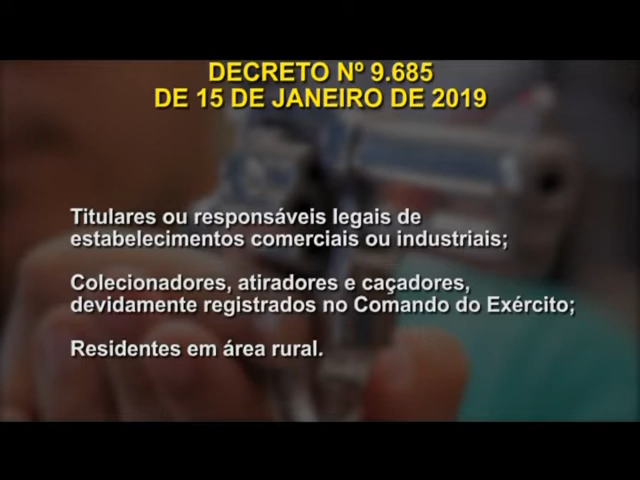 DECRETO Nº 9.685
DE 15 DE JANEIRO DE 2019
Titulares ou responsáveis legais de
estabelecimentos comerciais ou industriais;
Colecionadores, atiradores e caçadores,
devidamente registrados no Comando do Exército;
Residentes em área rural.